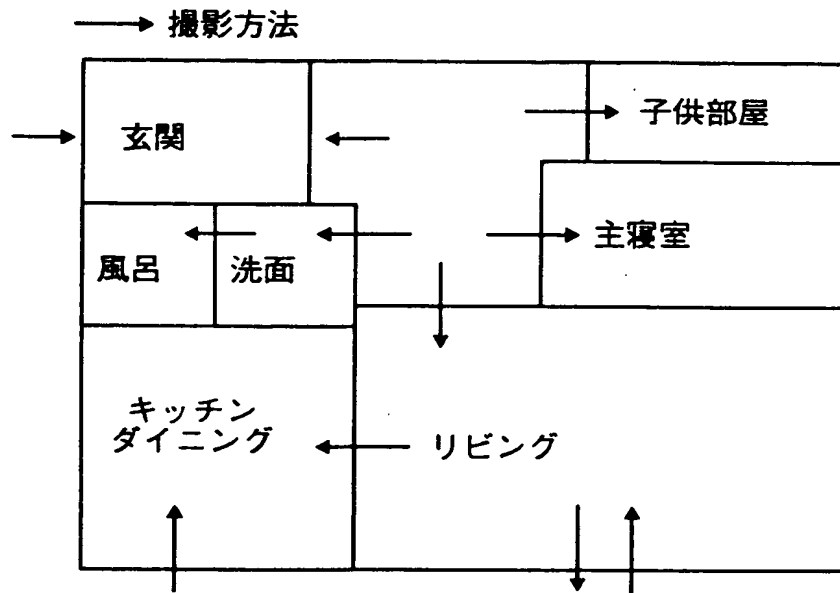 撮影方法
子供部屋
玄関
主寝室
風呂
洗面
キッチン
ダイニング
リビング